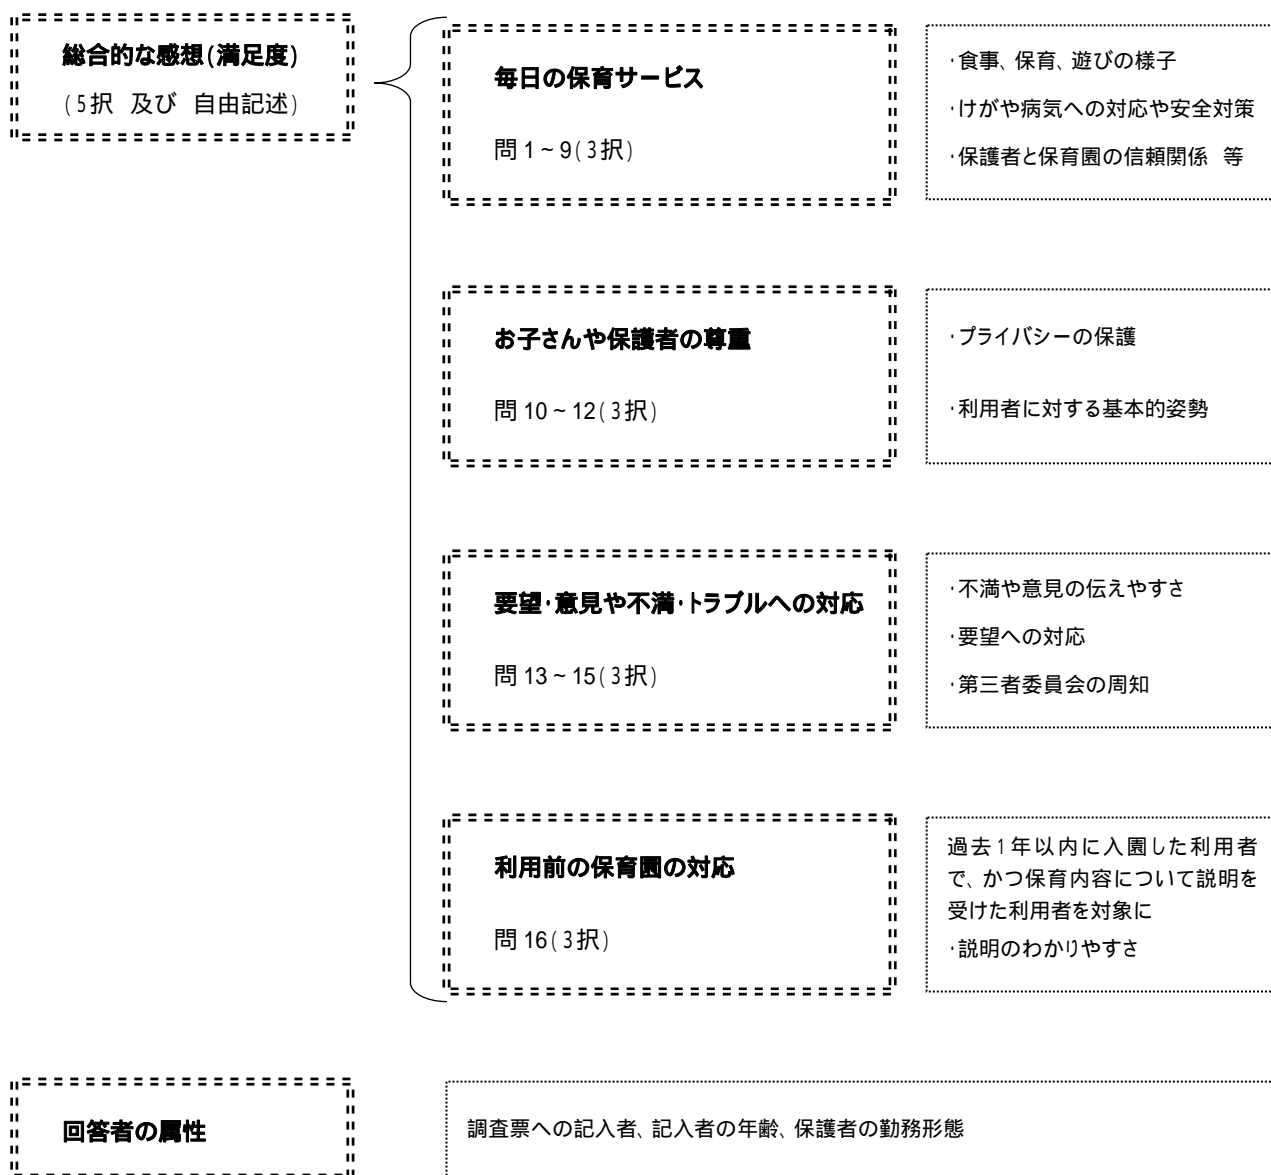 総合的な感想(満足度)
(5択 及び 自由記述)
毎日の保育サービス
問1~9(3択)
·食事、保育、遊びの様子
·けがや病気への対応や安全対策
·保護者と保育園の信頼関係 等
お子さんや保護者の尊重
問10~12(3択)
·プライバシーの保護
·利用者に対する基本的姿勢
要望·意見や不満·トラブルへの対応
問13~15(3択)
·不満や意見の伝えやすさ
·要望への対応
·第三者委員会の周知
利用前の保育園の対応
問16(3択)
過去1年以内に入園した利用者
で、かつ保育内容について説明を
受けた利用者を対象に
·説明のわかりやすさ
回答者の属性
調査票への記入者、記入者の年齢、保護者の勤務形態